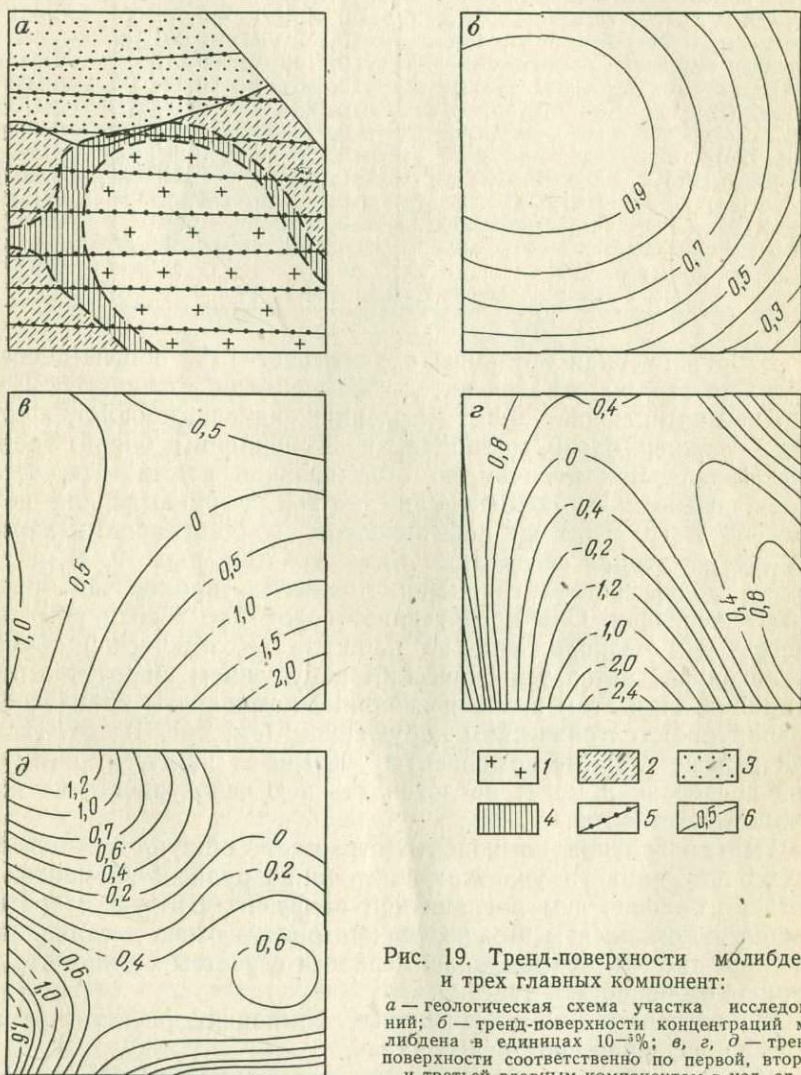 а
б
0,9
0,7
0,5
0,3
в
0,5
0
0,5
-0,5
1,0
-1,0
-1,5
-2,0
г
0,4
0,8
0
-0,4
-0,2
-1,2
-1,0
0,4
0,8
-2,0
-2,4
д
1,2
1,0
0,7
0,6
0,4
0,2
0
0,2
-0,6
-0,4
0,6
-1,0
-1,6
1 2 3
4 5 0,5 6
Рис. 19. Тренд-поверхности молибде
и трех главных компонент:
а — геологическая схема участка исследо
ний; б — тренд-поверхности концентраций м
либдена в единицах 10⁻⁵%; в, г, д — трен
поверхности соответственно по первой, втор